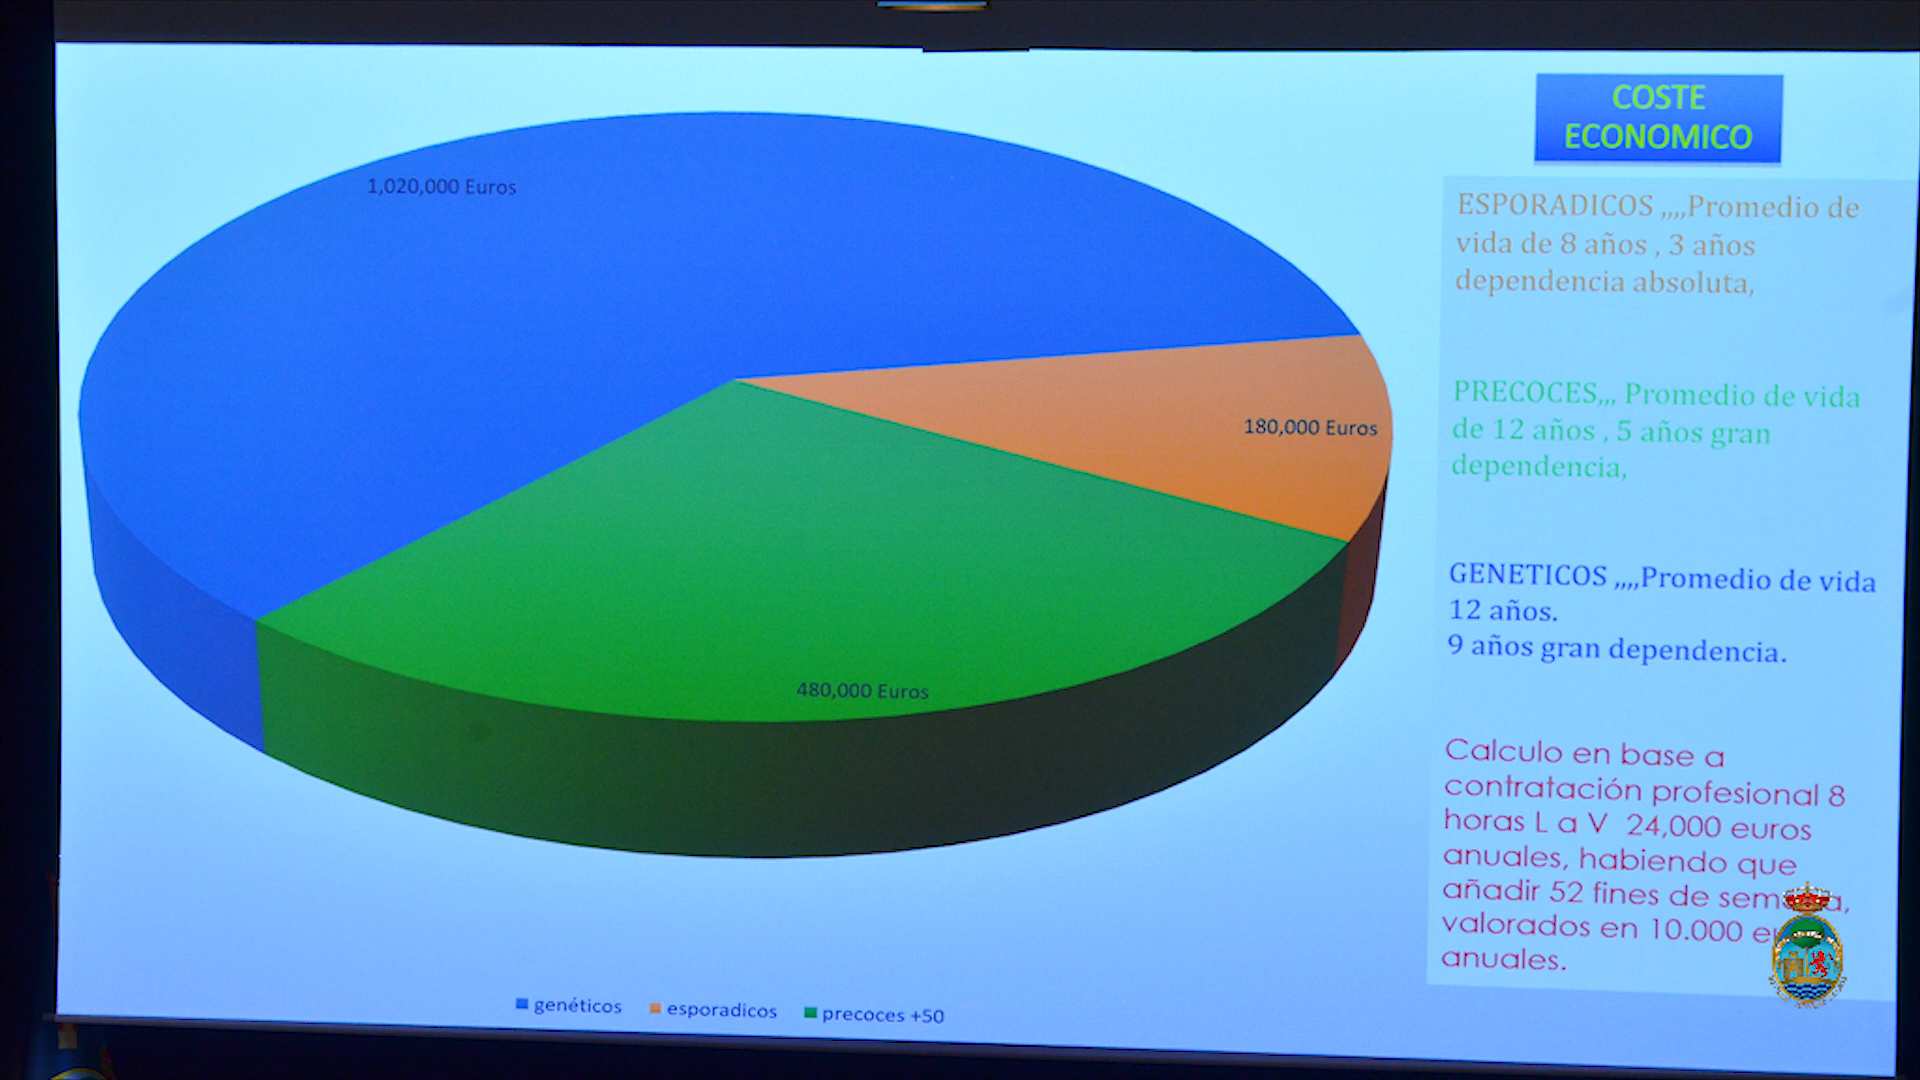 COSTE
ECONOMICO
1,020,000 Euros
180,000 Euros
480,000 Euros
ESPORADICOS ,,,,Promedio de
vida de 8 años , 3 años
dependencia absoluta,
PRECOCES,,, Promedio de vida
de 12 años , 5 años gran
dependencia,
GENETICOS ,,,,Promedio de vida
12 años.
9 años gran dependencia.
Calculo en base a
contratación profesional 8
horas L a V 24,000 euros
anuales, habiendo que
añadir 52 fines de
valorados en 10.000
anuales.
genéticos esporadicos precoces +50